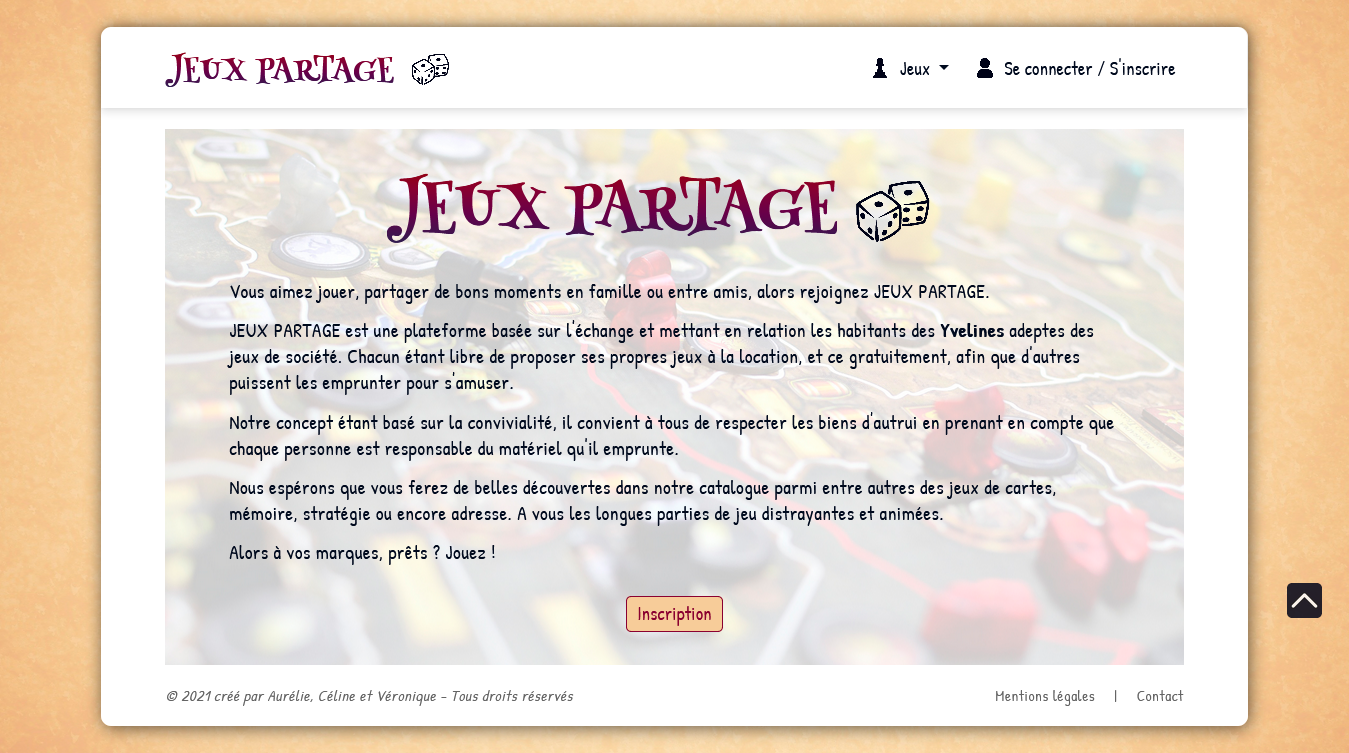 JEUX PARTAGE
Jeux
Se connecter / S'inscrire
JEUX PARTAGE
Vous aimez jouer, partager de bons moments en famille ou entre amis, alors rejoignez JEUX PARTAGE.
JEUX PARTAGE est une plateforme basée sur l'échange et mettant en relation les habitants des Yvelines adeptes des
jeux de société. Chacun étant libre de proposer ses propres jeux à la location, et ce gratuitement, afin que d'autres
puissent les emprunter pour s'amuser.
Notre concept étant basé sur la convivialité, il convient à tous de respecter les biens d'autrui en prenant en compte que
chaque personne est responsable du matériel qu'il emprunte.
Nous espérons que vous ferez de belles découvertes dans notre catalogue parmi entre autres des jeux de cartes,
mémoire, stratégie ou encore adresse. A vous les longues parties de jeu distrayantes et animées.
Alors à vos marques, prêts ? Jouez !
Inscription
© 2021 créé par Aurélie, Céline et Véronique - Tous droits réservés
Mentions légales | Contact